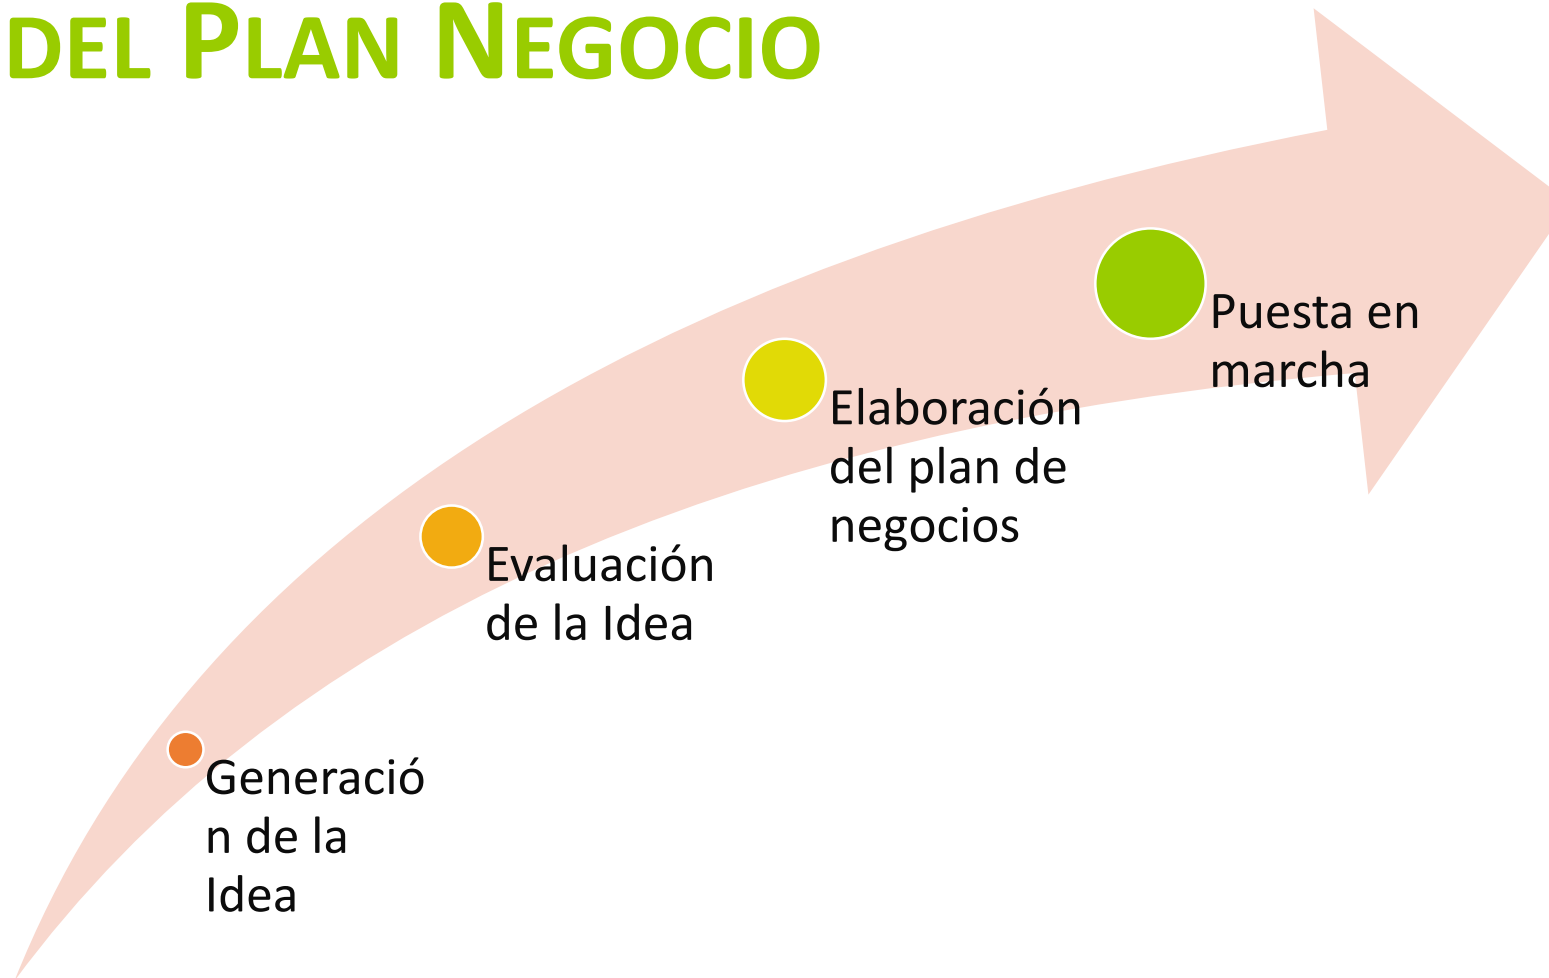 DEL PLAN NEGOCIO
Puesta en
marcha
Elaboración
del plan de
negocios
Evaluación
de la Idea
Generació
n de la
Idea